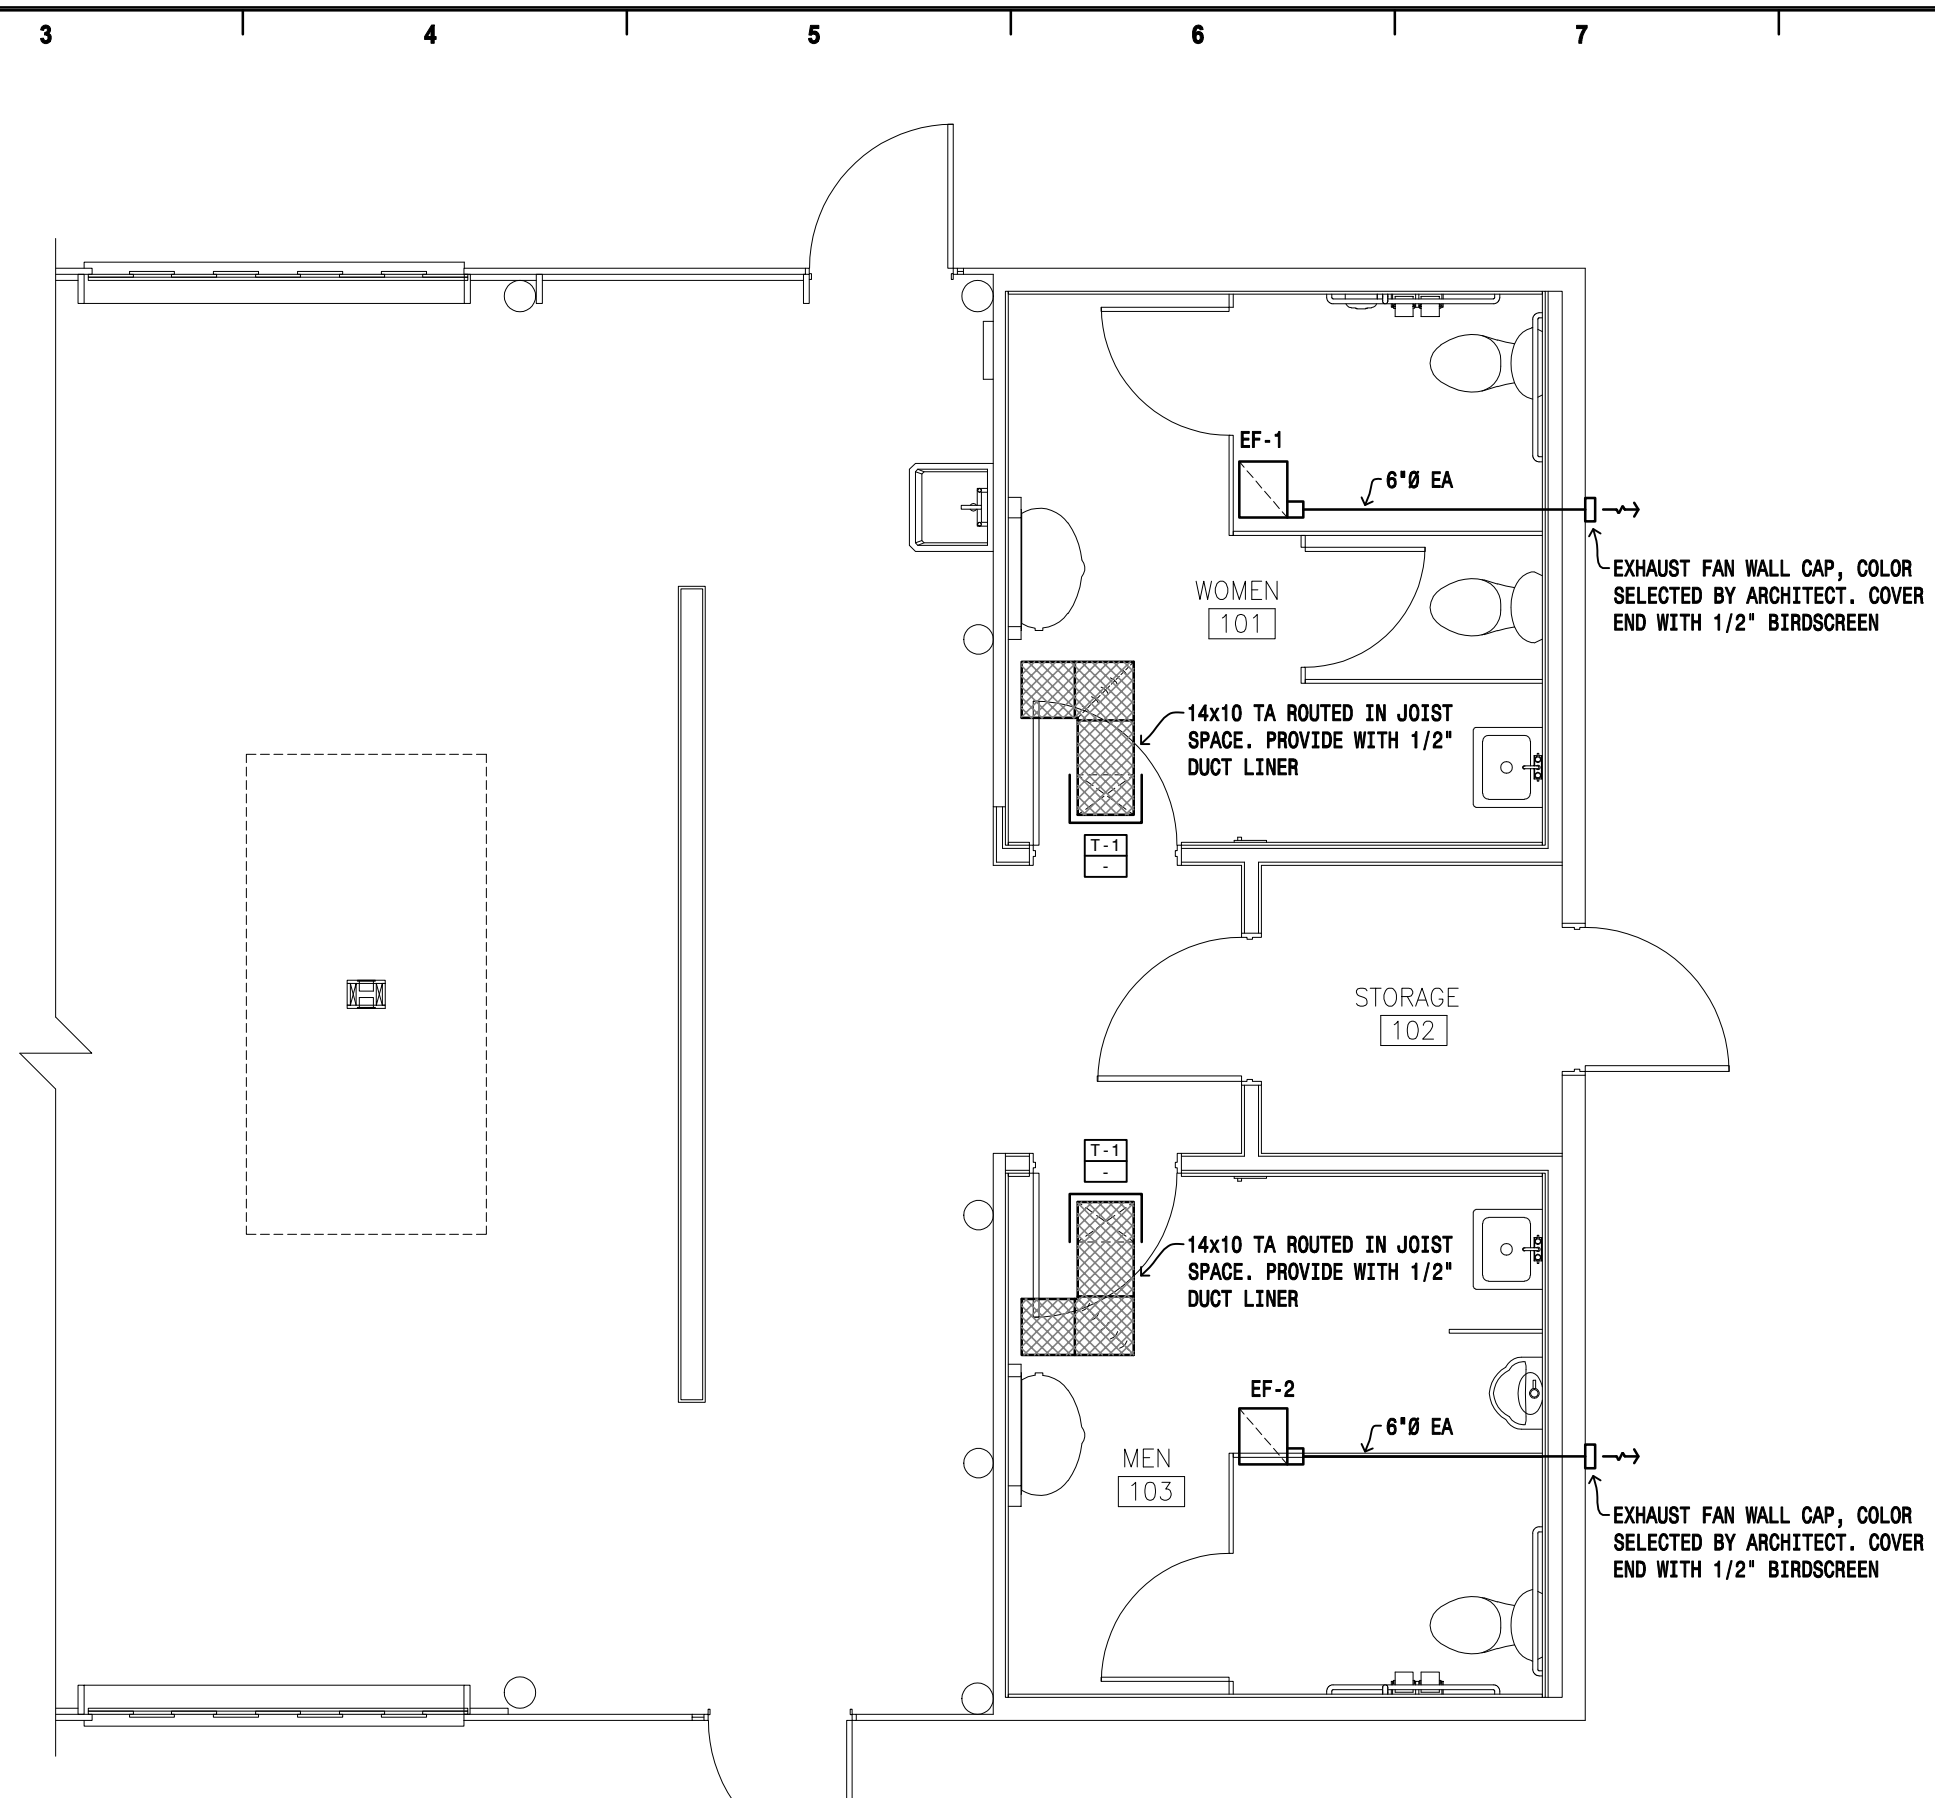 3 4 5 6 7
EF-1
6"Ø EA
EXHAUST FAN WALL CAP, COLOR
SELECTED BY ARCHITECT. COVER
END WITH 1/2" BIRDSCREEN
WOMEN
101
14x10 TA ROUTED IN JOIST
SPACE. PROVIDE WITH 1/2"
DUCT LINER
T-1
-
STORAGE
102
T-1
-
14x10 TA ROUTED IN JOIST
SPACE. PROVIDE WITH 1/2"
DUCT LINER
EF-2
6"Ø EA
MEN
103
EXHAUST FAN WALL CAP, COLOR
SELECTED BY ARCHITECT. COVER
END WITH 1/2" BIRDSCREEN